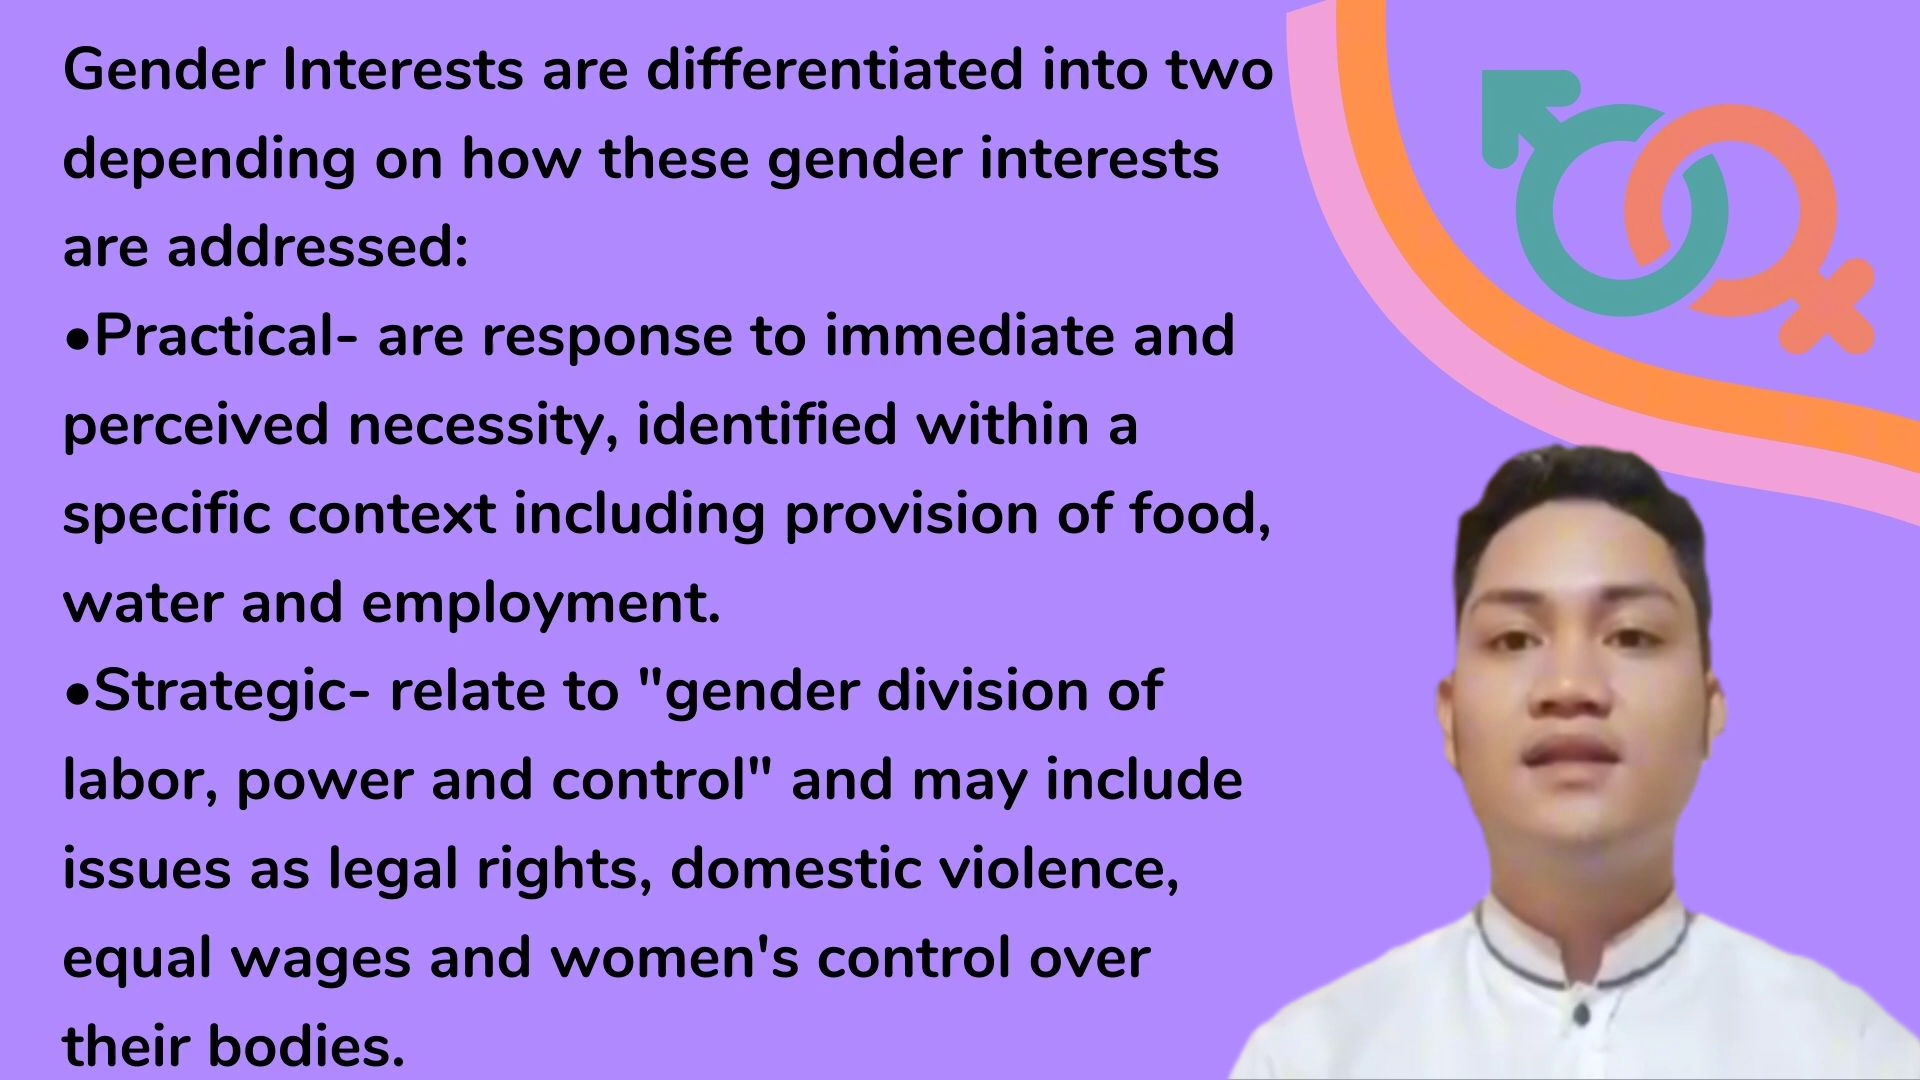 Gender Interests are differentiated into two
depending on how these gender interests
are addressed:
•Practical- are response to immediate and
perceived necessity, identified within a
specific context including provision of food,
water and employment.
•Strategic- relate to "gender division of
labor, power and control" and may include
issues as legal rights, domestic violence,
equal wages and women's control over
their bodies.